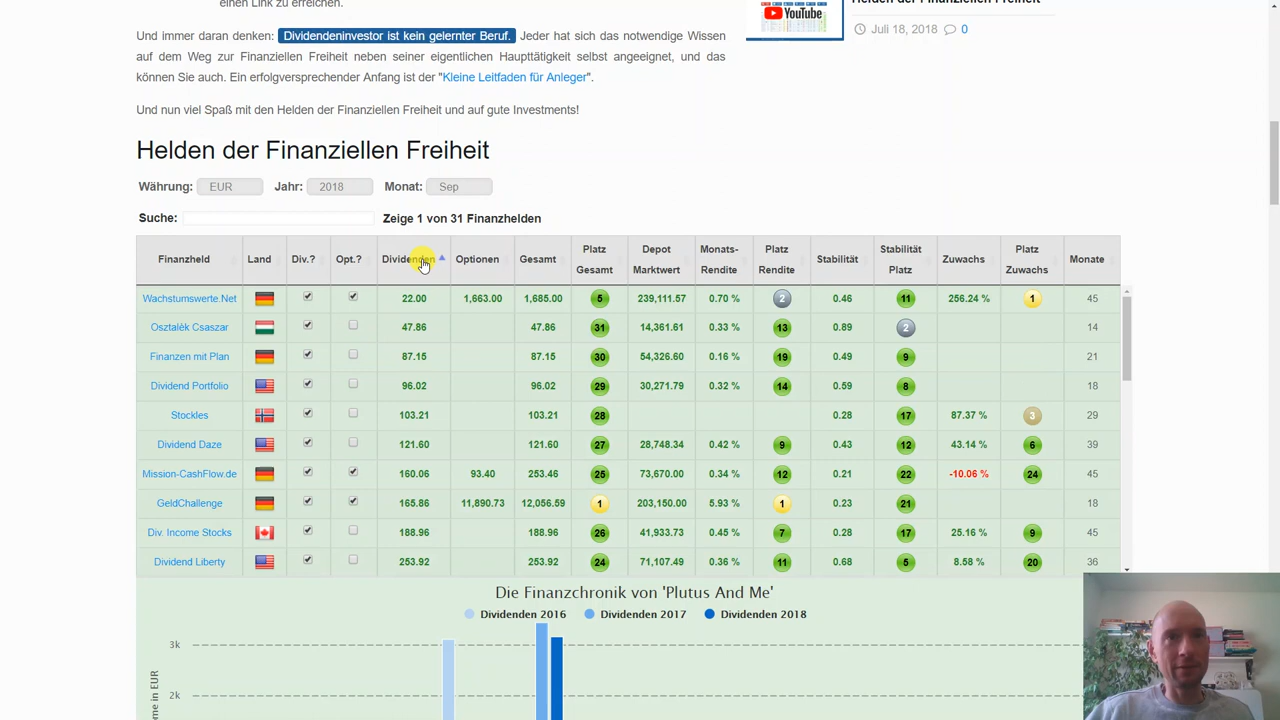 einen Link zu erreichen.
Und immer daran denken: Dividendeninvestor ist kein gelernter Beruf. Jeder hat sich das notwendige Wissen
auf dem Weg zur Finanziellen Freiheit neben seiner eigentlichen Haupttätigkeit selbst angeeignet, und das
können Sie auch. Ein erfolgversprechender Anfang ist der "Kleine Leitfaden für Anleger".
Und nun viel Spaß mit den Helden der Finanziellen Freiheit und auf gute Investments!
YouTube
Helden der Finanziellen Freiheit
Juli 18, 2018 0
Helden der Finanziellen Freiheit
Währung: EUR Jahr: 2018 Monat: Sep
Suche: Zeige 1 von 31 Finanzhelden
Finanzheld Land Div.? Opt.? Dividenden Optionen Gesamt Platz Gesamt Depot Marktwert Monats-Rendite Platz Rendite Stabilität Stabilität Platz Zuwachs Platz Zuwachs Monate
Wachstumswerte.Net 22.00 1,663.00 1,685.00 5 239,111.57 0.70 % 2 0.46 11 256.24 % 1 45
Osztalèk Csaszar 47.86 47.86 31 14,361.61 0.33 % 13 0.89 2 14
Finanzen mit Plan 87.15 87.15 30 54,326.60 0.16 % 19 0.49 9 21
Dividend Portfolio 96.02 96.02 29 30,271.79 0.32 % 14 0.59 8 18
Stockles 103.21 103.21 28 0.28 17 87.37 % 3 29
Dividend Daze 121.60 121.60 27 28,748.34 0.42 % 9 0.43 12 43.14 % 6 39
Mission-CashFlow.de 160.06 93.40 253.46 25 73,670.00 0.34 % 12 0.21 22 -10.06 % 24 45
GeldChallenge 165.86 11,890.73 12,056.59 1 203,150.00 5.93 % 1 0.23 21 18
Div. Income Stocks 188.96 188.96 26 41,933.73 0.45 % 7 0.28 17 25.16 % 9 45
Dividend Liberty 253.92 253.92 24 71,107.49 0.36 % 11 0.68 5 8.58 % 20 36
Die Finanzchronik von 'Plutus And Me'
Dividenden 2016 Dividenden 2017 Dividenden 2018
3k
2k
me in EUR